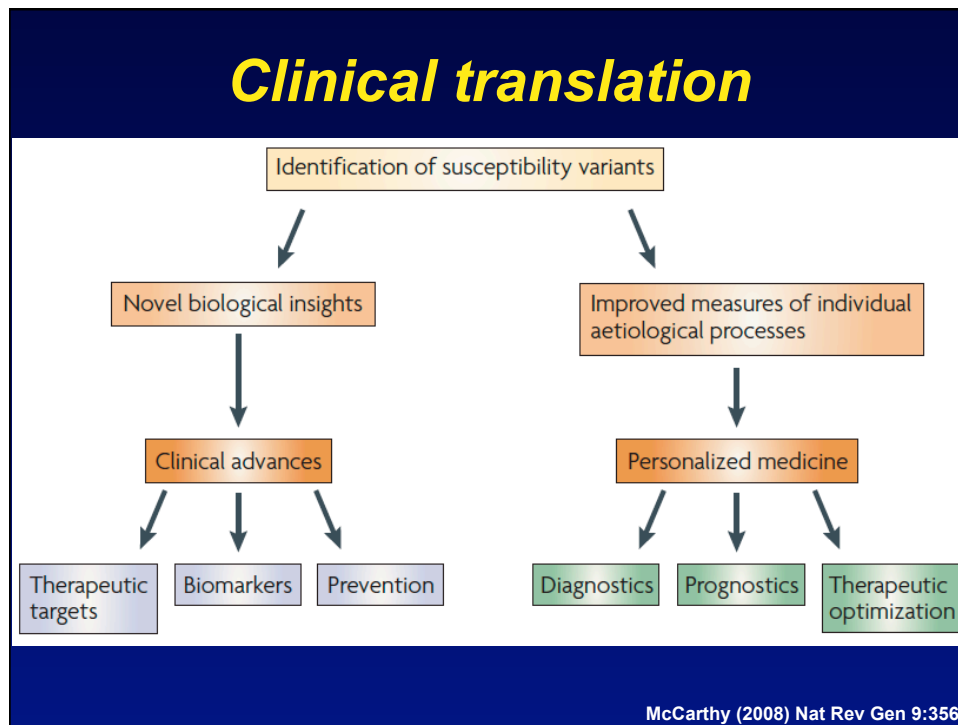 Clinical translation
Identification of susceptibility variants
Novel biological insights
Improved measures of individual
aetiological processes
Clinical advances
Personalized medicine
Therapeutic
targets
Biomarkers
Prevention
Diagnostics
Prognostics
Therapeutic
optimization
McCarthy (2008) Nat Rev Gen 9:356